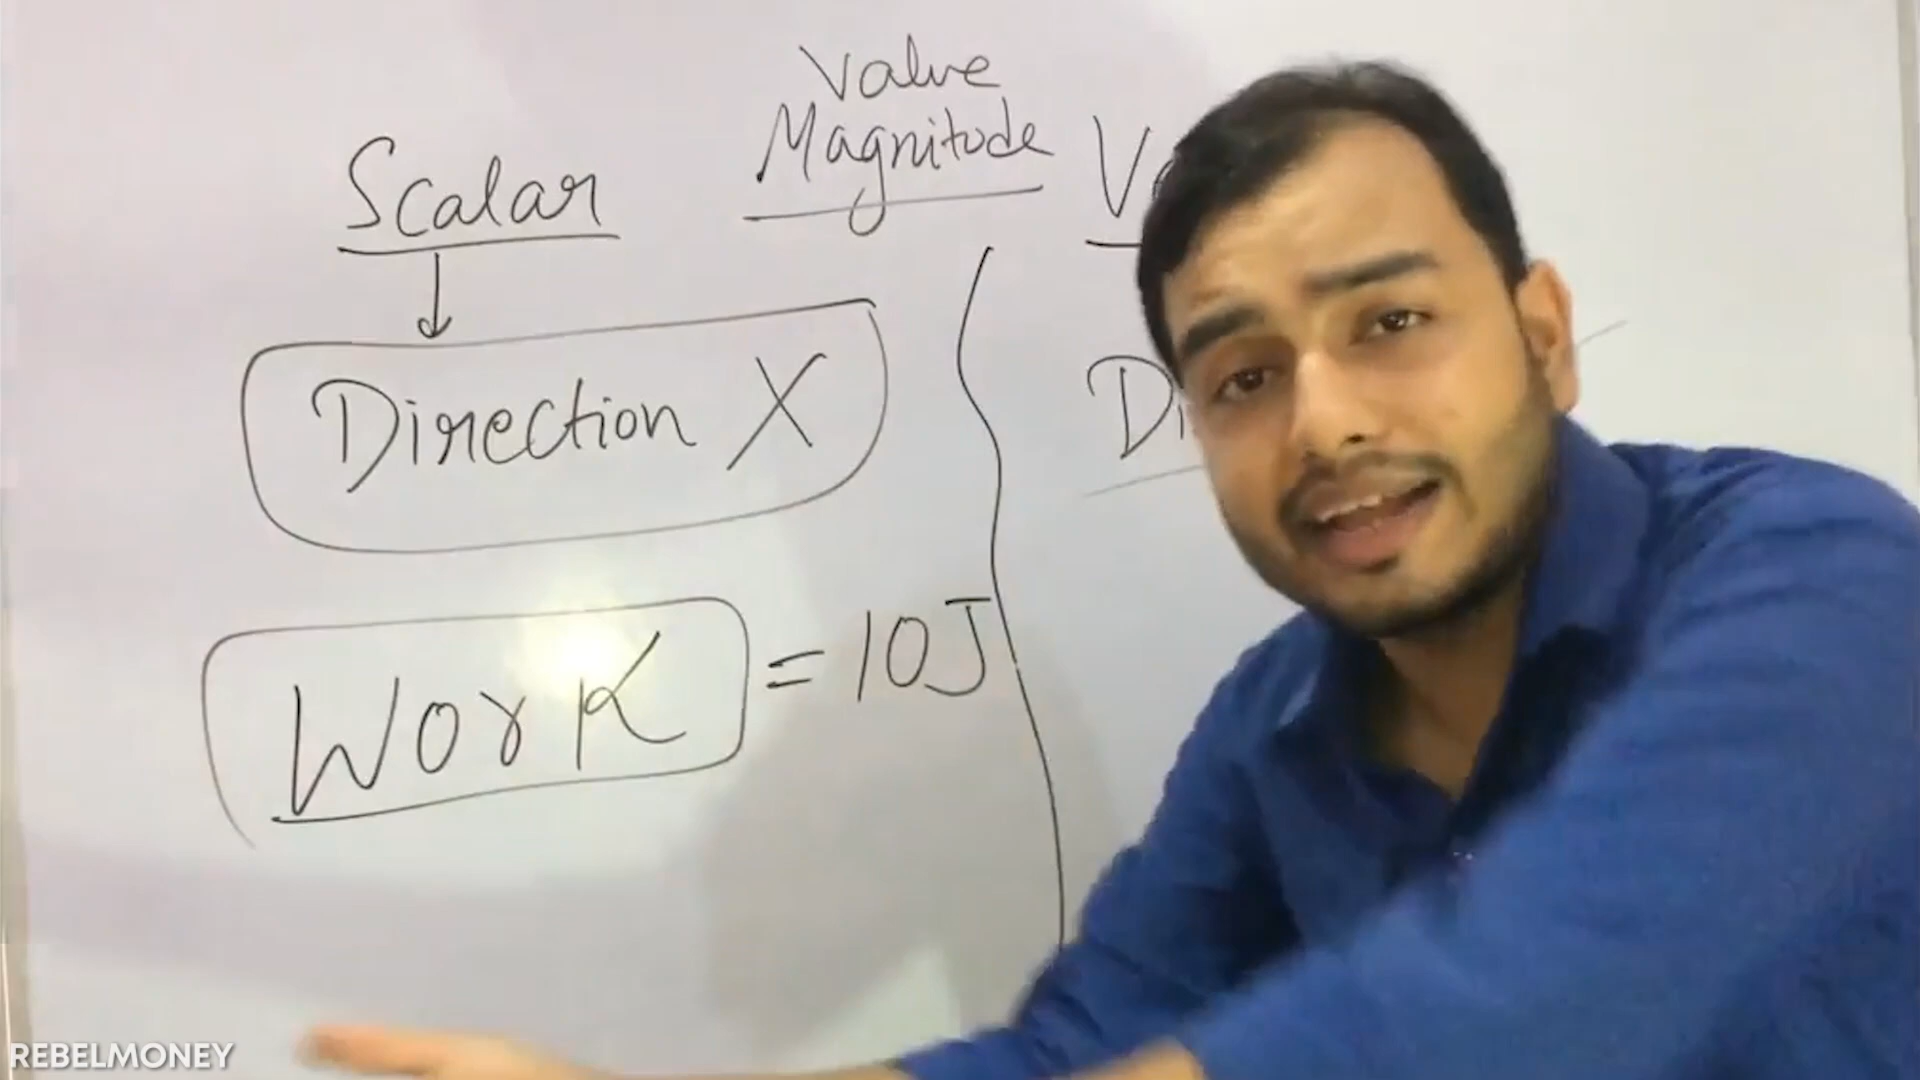 Value
Magnitude
Scalar
Direction X
Work = 10J
REBELMONEY